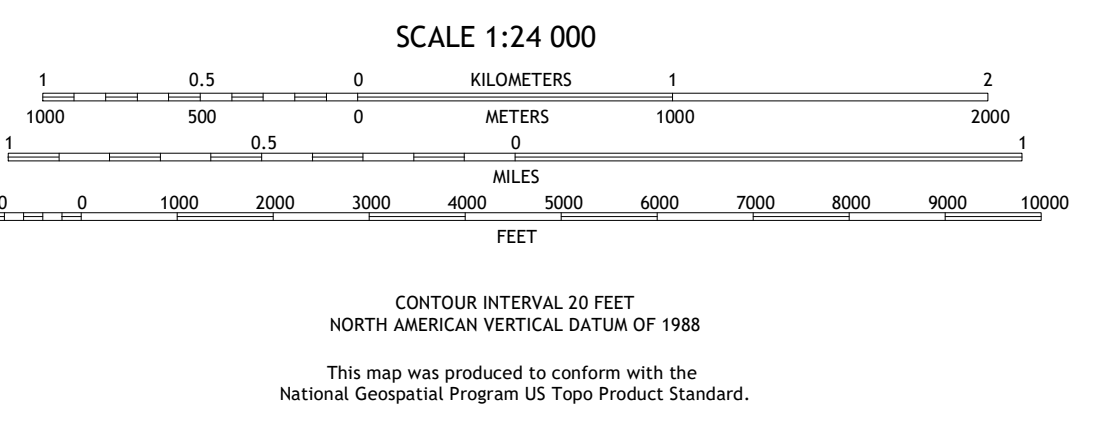 SCALE 1:24 000
1 0.5 0 KILOMETERS 1 2
1000 500 0 METERS 1000 2000
1 0.5 0 1
MILES
0 0 1000 2000 3000 4000 5000 6000 7000 8000 9000 10000
FEET
CONTOUR INTERVAL 20 FEET
NORTH AMERICAN VERTICAL DATUM OF 1988
This map was produced to conform with the
National Geospatial Program US Topo Product Standard.